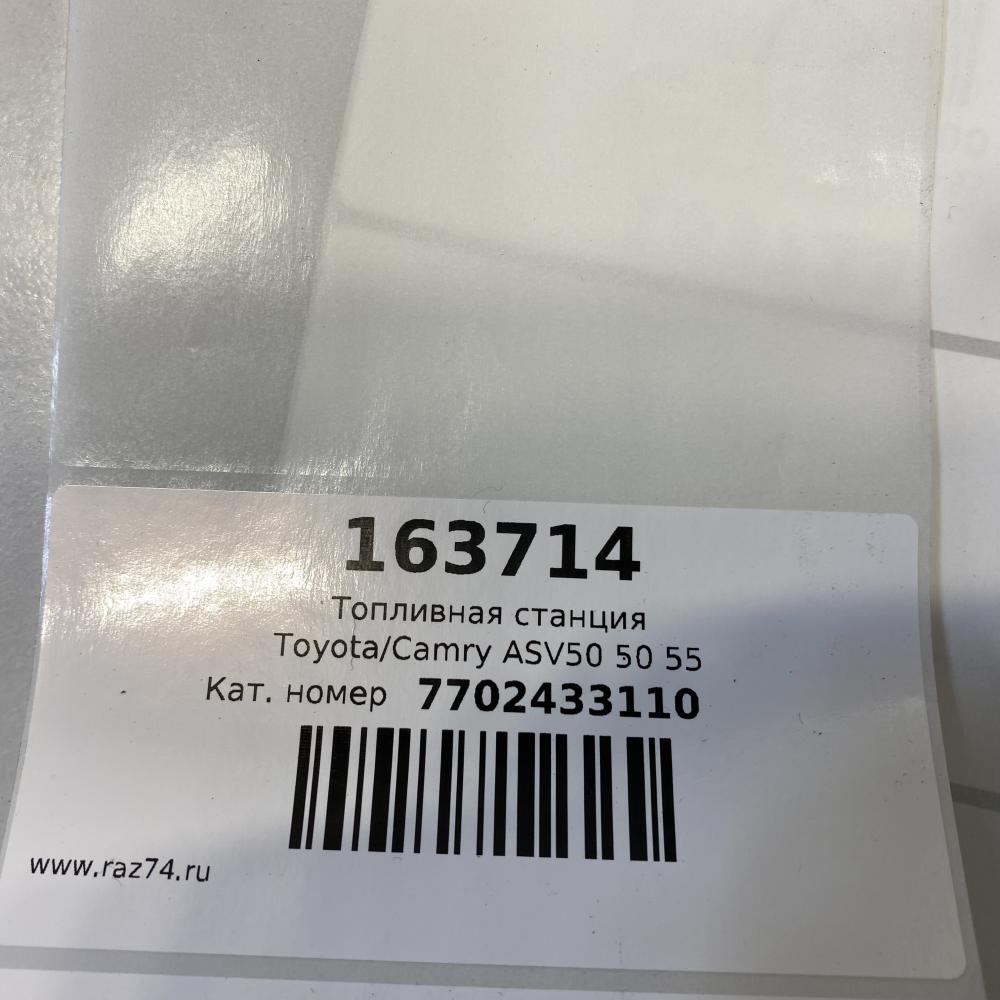 163714
Топливная станция
Toyota/Camry ASV50 50 55
Кат. номер 7702433110
www.raz74.ru